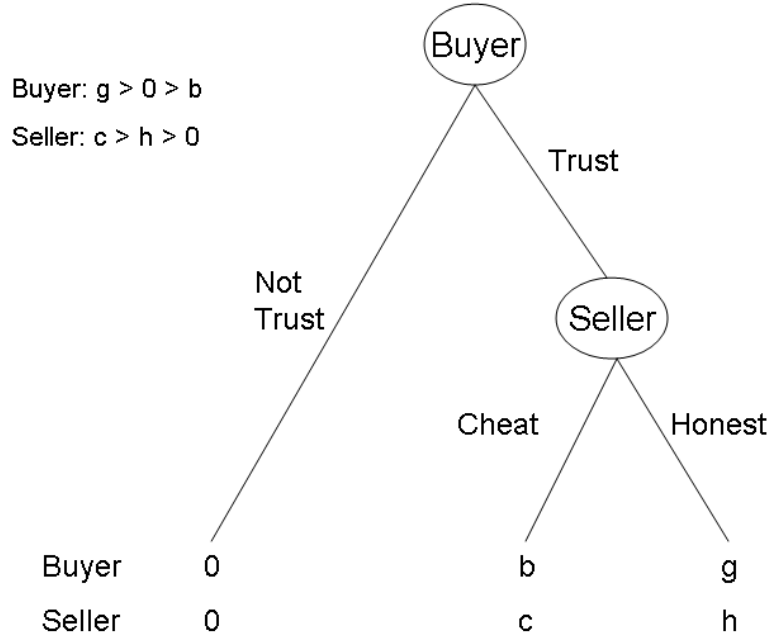 Buyer
Buyer: g > 0 > b
Seller: c > h > 0
Trust
Not
Trust
Seller
Cheat Honest
Buyer 0 b g
Seller 0 c h